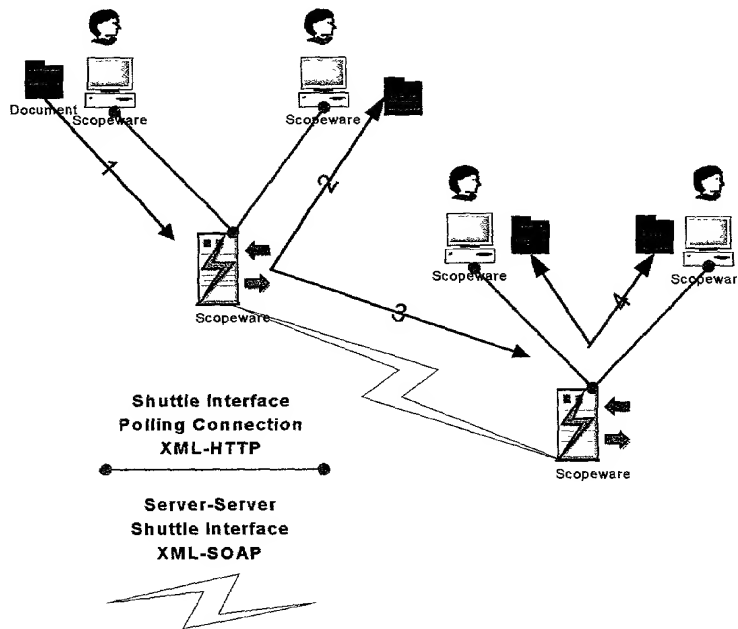 Document
Scopeware
Scopeware
1
2
Scopeware
Scopewar
4
Scopeware
3
Scopeware
Shuttle Interface
Polling Connection
XML-HTTP
Server-Server
Shuttle Interface
XML-SOAP